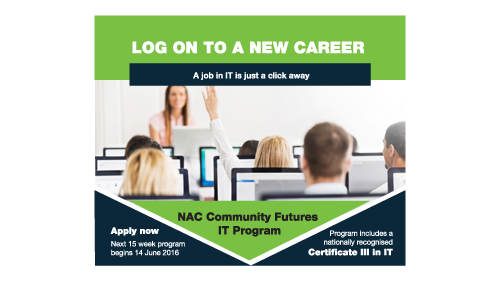 LOG ON TO A NEW CAREER
A job in IT is just a click away
NAC Community Futures
IT Program
Apply now
Next 15 week program
begins 14 June 2016
Program includes a
nationally recognised
Certificate III in IT